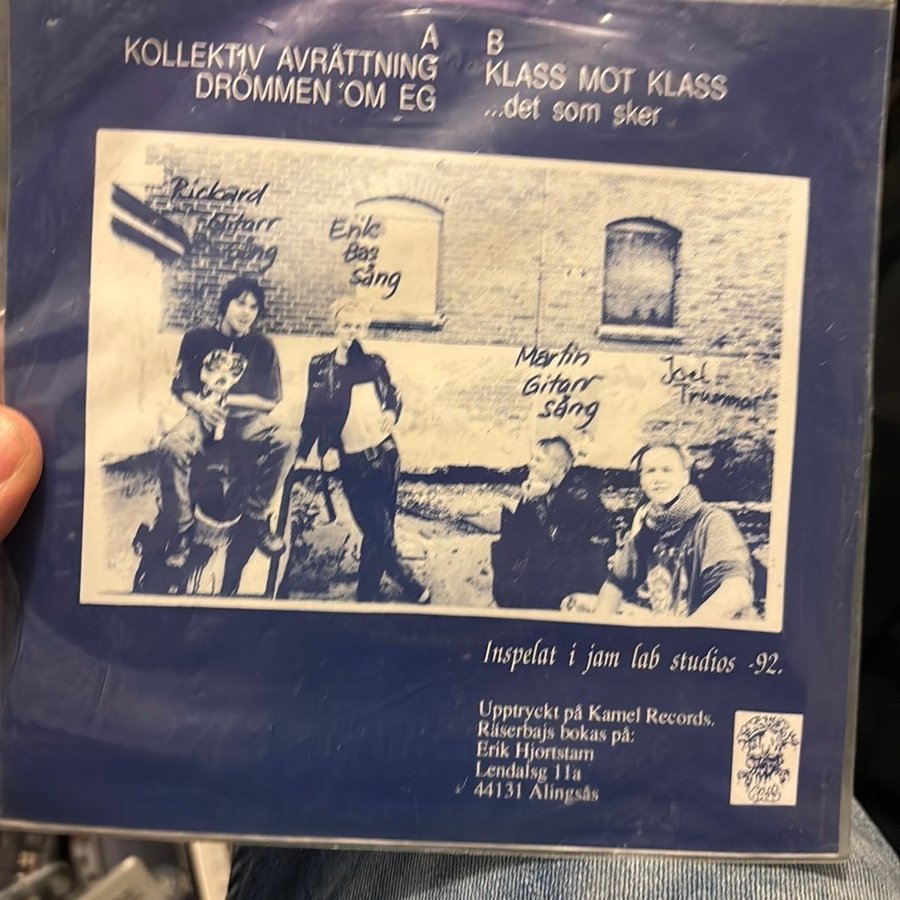 A
KOLLEKTIV AVRÄTTNING
DRÖMMEN OM EG
B
KLASS MOT KLASS
...det som sker
Rickard
Gitarr
Sång
Erik
Bas
Sång
Martin
Gitarr
sång
Joel
Trummor
Inspelat i jam lab studios -92.
Upptryckt på Kamel Records.
Räserbajs bokas på:
Erik Hjortstam
Lendalsg 11a
44131 Alingsås